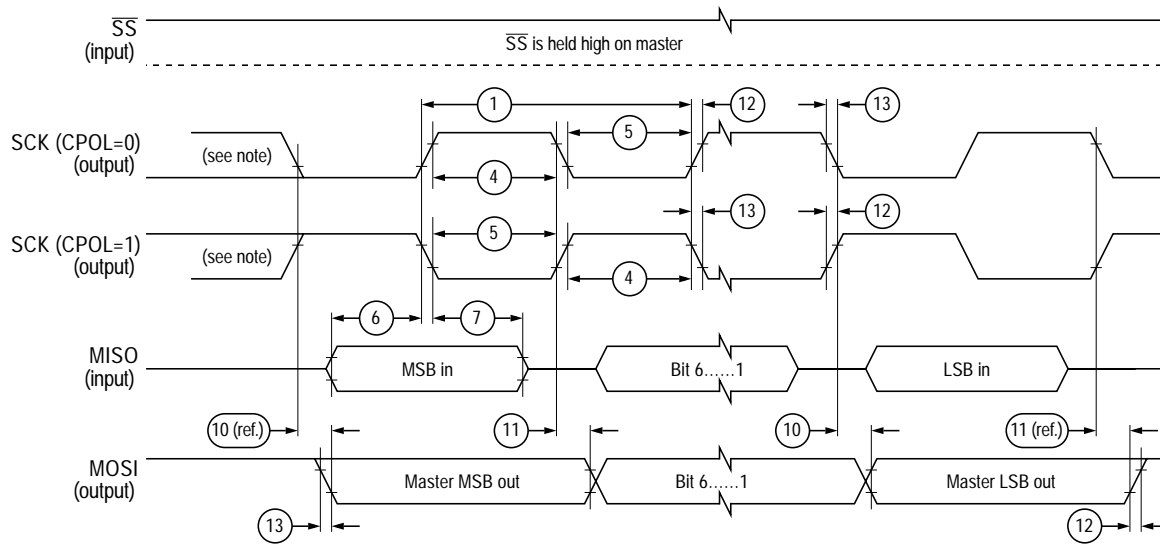 SS
(input)
SS is held high on master
1
12
13
SCK (CPOL=0)
(output)
(see note)
5
4
13
12
SCK (CPOL=1)
(output)
(see note)
5
4
6
7
MISO
(input)
MSB in
Bit 6......1
LSB in
10 (ref.)
11
10
11 (ref.)
MOSI
(output)
Master MSB out
Bit 6......1
Master LSB out
13
12